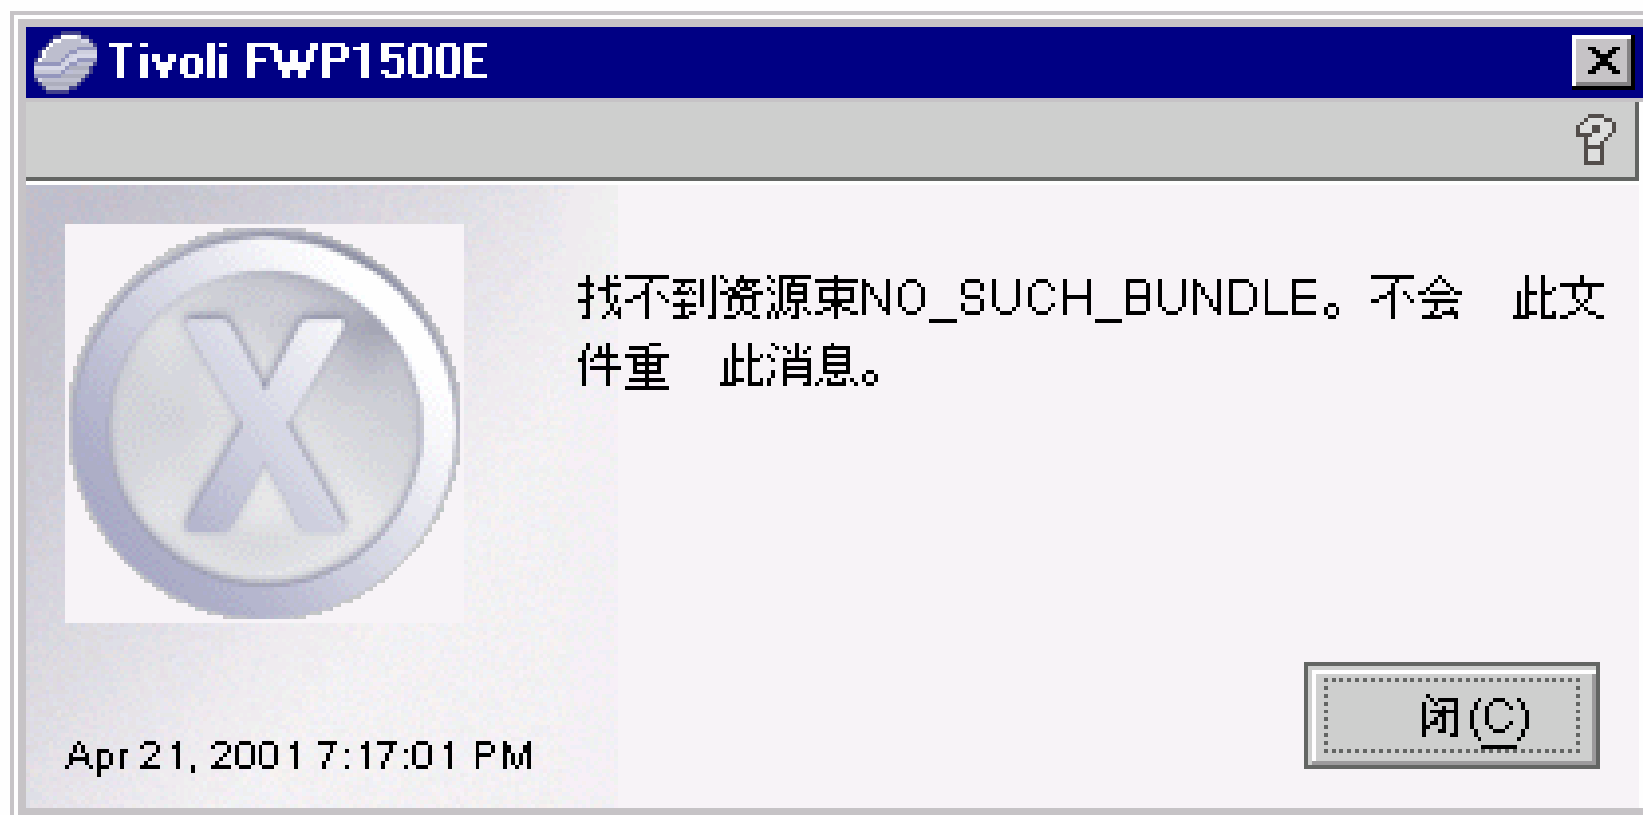 Tivoli FWP1500E
找不到资源束NO_SUCH_BUNDLE。不会　此文
件重　此消息。
闭(C)
Apr 21, 2001 7:17:01 PM